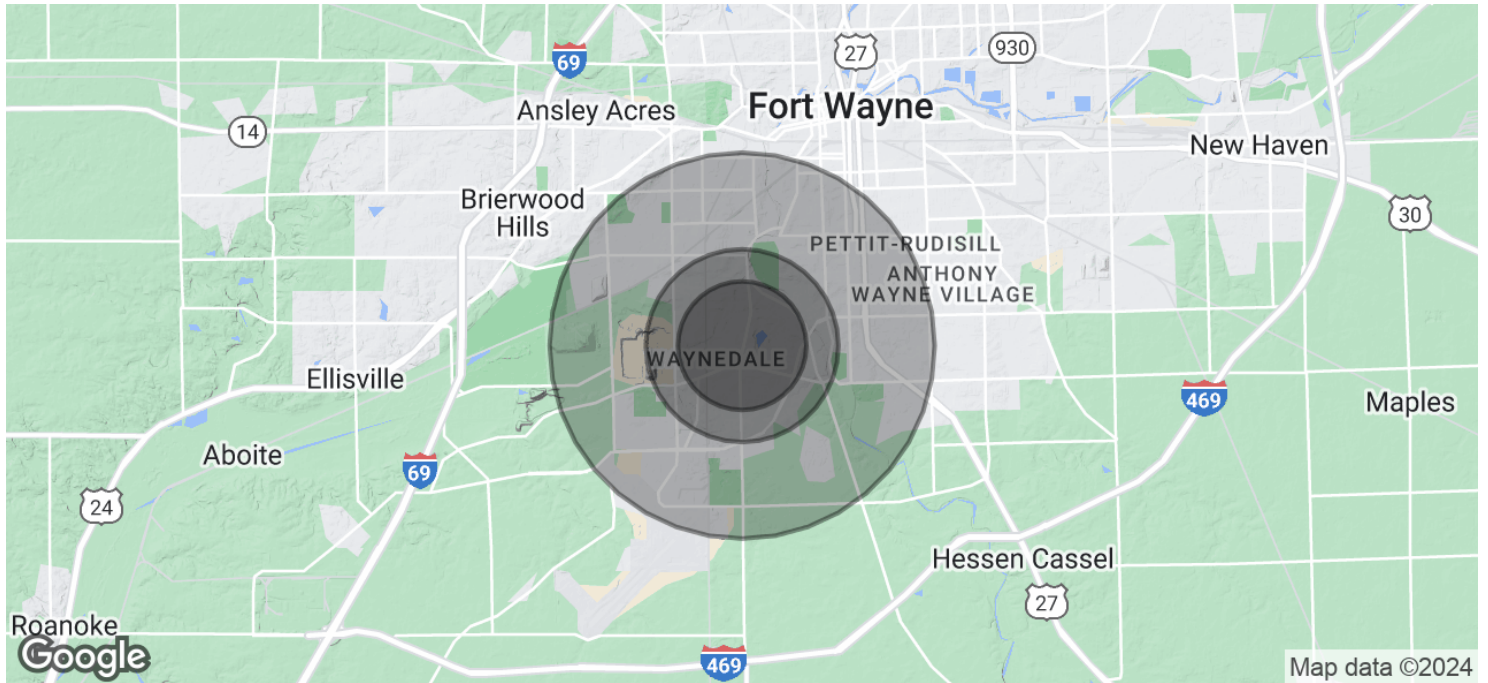 27
930
69
Ansley Acres
Fort Wayne
14
New Haven
Brierwood
Hills
30
PETTIT-RUDISILL
ANTHONY
WAYNE VILLAGE
WAYNEDALE
Ellisville
469
Maples
Aboite
69
24
Hessen Cassel
27
Roanoke
Google
469
Map data ©2024